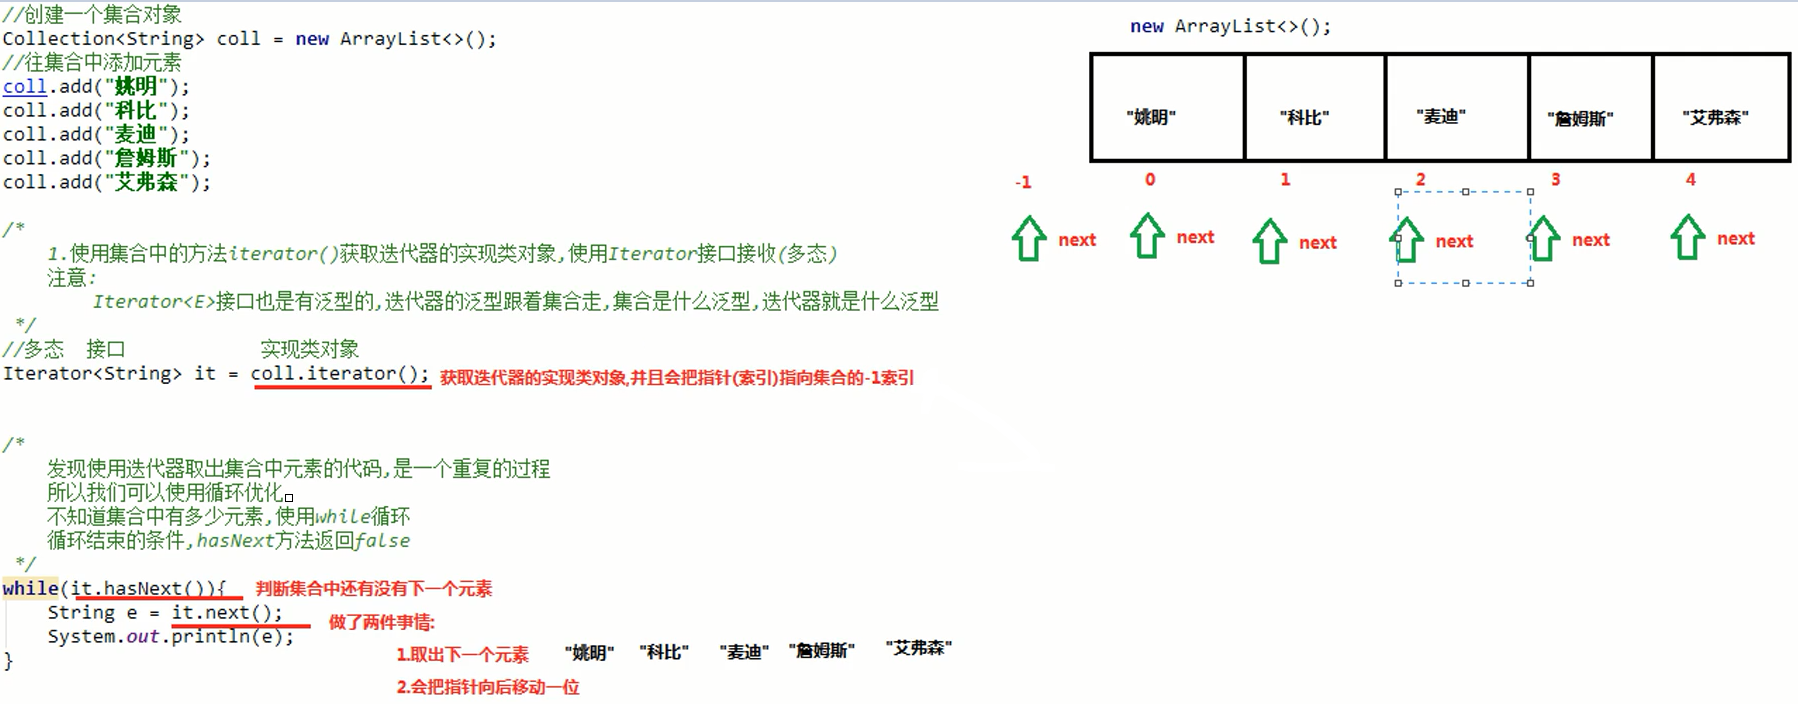 //创建一个集合对象
Collection<String> coll = new ArrayList<>();
//往集合中添加元素
coll.add("姚明");
coll.add("科比");
coll.add("麦迪");
coll.add("詹姆斯");
coll.add("艾弗森");
/*
1.使用集合中的方法iterator()获取迭代器的实现类对象,使用Iterator接口接收(多态)
注意:
Iterator<E>接口也是有泛型的,迭代器的泛型跟着集合走,集合是什么泛型,迭代器就是什么泛型
*/
//多态 接口 实现类对象
Iterator<String> it = coll.iterator(); 获取迭代器的实现类对象,并且会把指针(索引)指向集合的-1索引
/*
发现使用迭代器取出集合中元素的代码,是一个重复的过程
所以我们可以使用循环优化。
不知道集合中有多少元素,使用while循环
循环结束的条件,hasNext方法返回false
*/
while(it.hasNext()){ 判断集合中还有没有下一个元素
String e = it.next(); 做了两件事情:
System.out.println(e);
}
1.取出下一个元素 "姚明" "科比" "麦迪" "詹姆斯" "艾弗森"
2.会把指针向后移动一位
new ArrayList<>();
"姚明" "科比" "麦迪" "詹姆斯" "艾弗森"
-1 0 1 2 3 4
next next next next next next